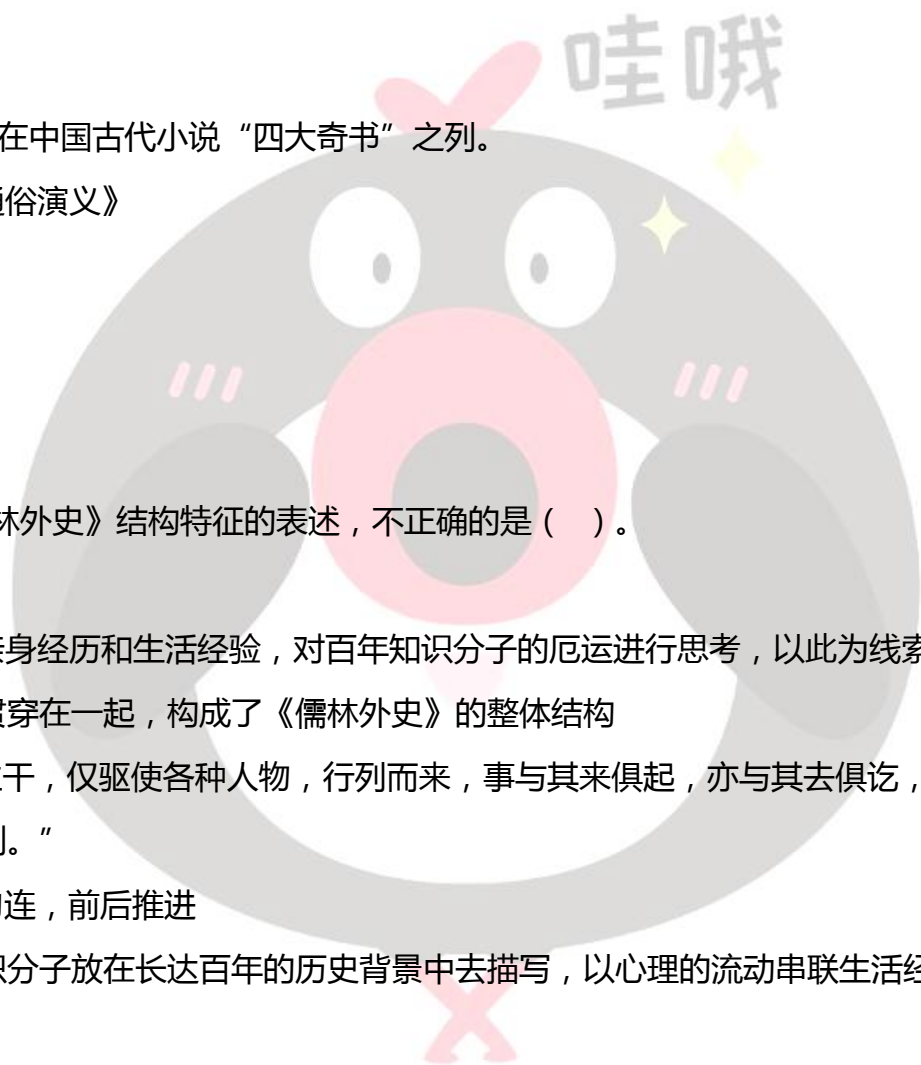 哇哦
在中国古代小说“四大奇书”之列。
俗演义》
林外史》结构特征的表述,不正确的是( )。
身经历和生活经验,对百年知识分子的厄运进行思考,以此为线索
贯穿在一起,构成了《儒林外史》的整体结构
干,仅驱使各种人物,行列而来,事与其来俱起,亦与其去俱讫,
。”
连,前后推进
识分子放在长达百年的历史背景中去描写,以心理的流动串联生活经